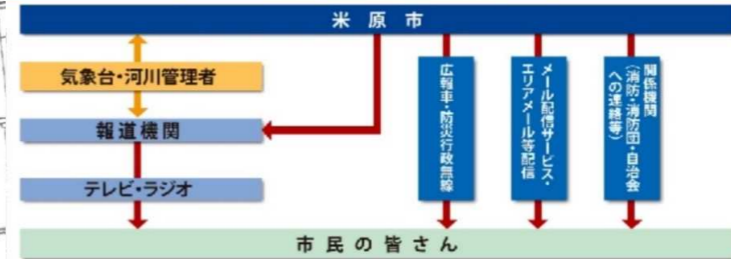 米原市
気象台・河川管理者
報道機関
テレビ・ラジオ
広報車・防災行政無線
メール配信サービス・
エリアメール等配信
関係機関
(消防・消防団・自治会
への連絡等)
市民の皆さん